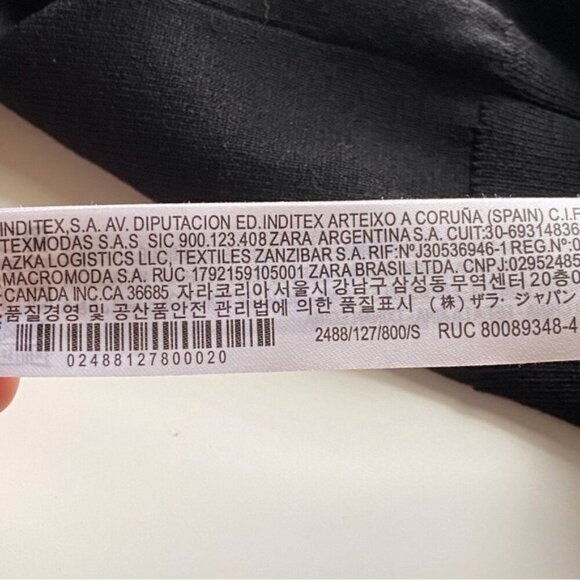 INDITEX,S.A. AV. DIPUTACION ED.INDITEX ARTEIXO A CORUÑA (SPAIN) C.I.F
TEXMODAS S.A.S SIC 900.123.408 ZARA ARGENTINA S.A. CUIT:30-69314836
AZKA LOGISTICS LLC, TEXTILES ZANZIBAR S.A. RIF:NºJ30536946-1 REG.Nº:
MACROMODA S.A. RUC 1792159105001 ZARA BRASIL LTDA. CNPJ:02952485
CANADA INC.CA 36685 자라코리아 서울시 강남구 삼성동 무역센터 20층
품질경영 및 공산품안전 관리법에 의한 품질표시 (株) ザラ・ジャパン
2488/127/800/S RUC 80089348-4
02488127800020